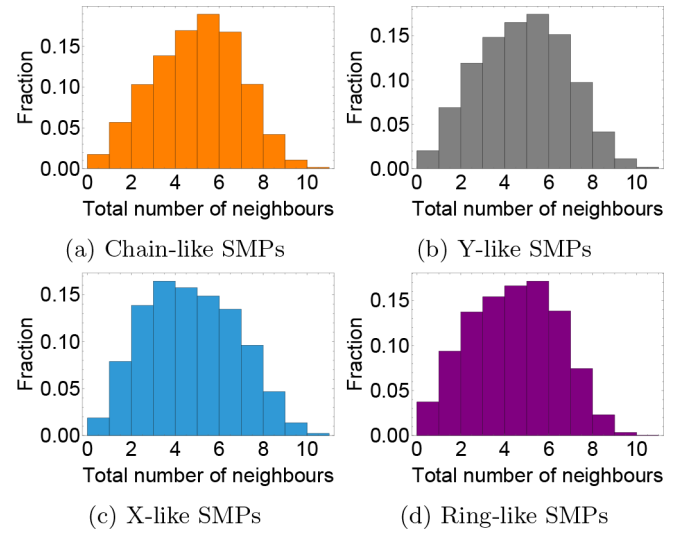 Fraction
0.15
0.10
0.05
0.00
0 2 4 6 8 10
Total number of neighbours
(a) Chain-like SMPs
Fraction
0.15
0.10
0.05
0.00
0 2 4 6 8 10
Total number of neighbours
(b) Y-like SMPs
Fraction
0.15
0.10
0.05
0.00
0 2 4 6 8 10
Total number of neighbours
(c) X-like SMPs
Fraction
0.15
0.10
0.05
0.00
0 2 4 6 8 10
Total number of neighbours
(d) Ring-like SMPs